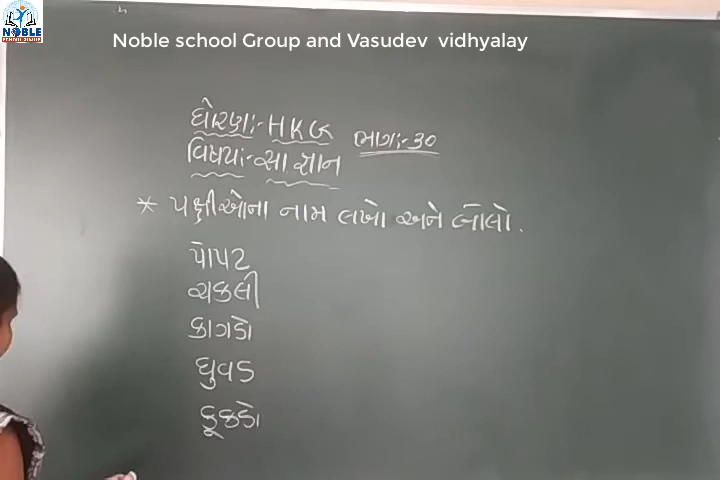 NOBLE
Noble school Group and Vasudev vidhyalay
ધોરણ:- HKG
ભાગ:-30
વિષય:- સા જ્ઞાન
* પક્ષીઓના નામ લખો અને બોલો.
પોપટ
ચકલી
કાગડો
ઘુવડ
કૂકડો